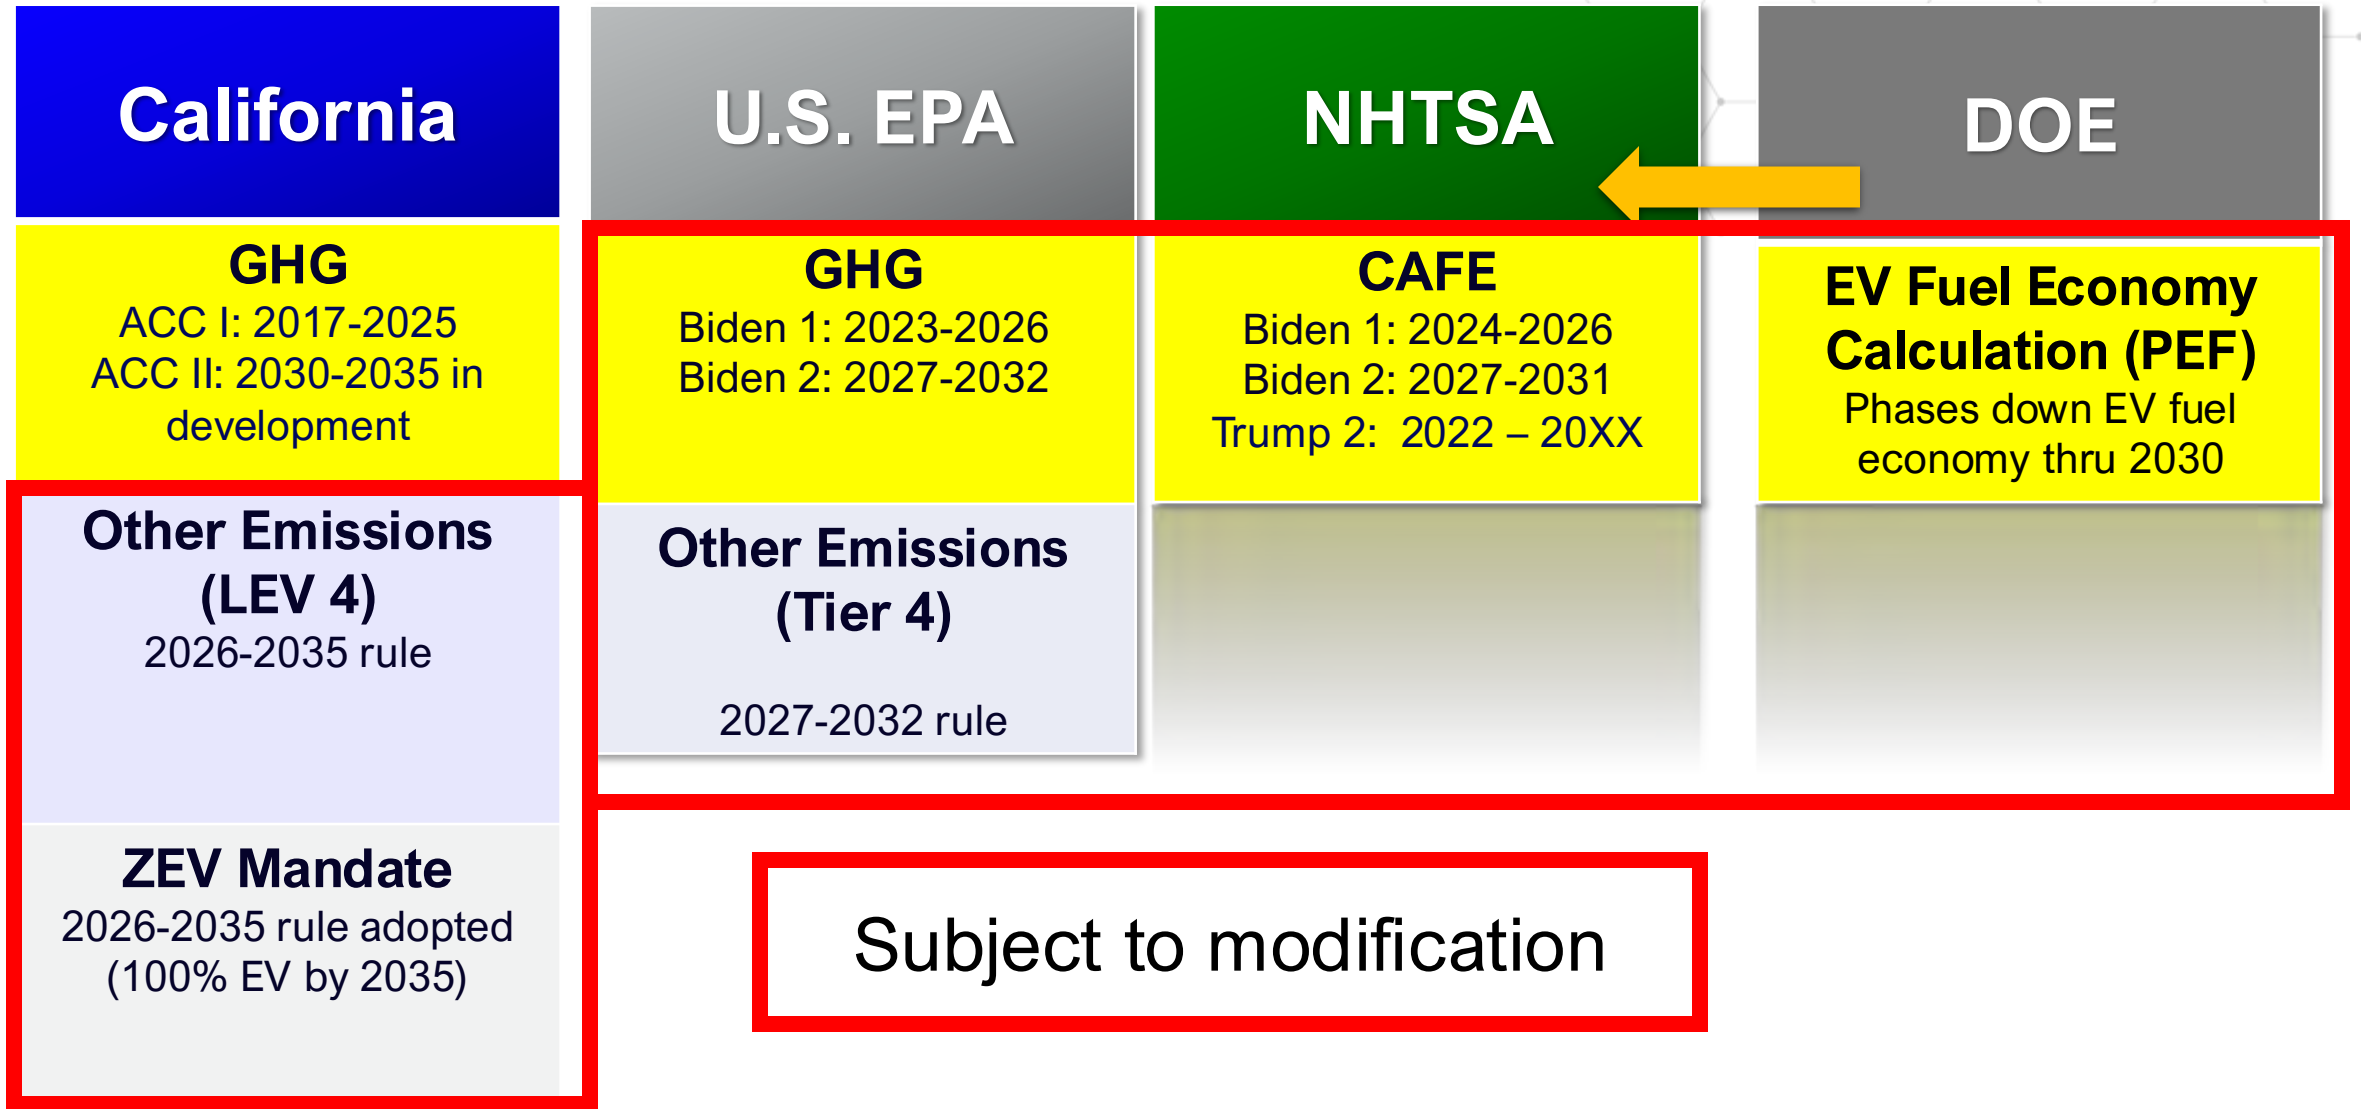 California
GHG
ACC I: 2017-2025
ACC II: 2030-2035 in
development
Other Emissions
(LEV 4)
2026-2035 rule
ZEV Mandate
2026-2035 rule adopted
(100% EV by 2035)
U.S. EPA
GHG
Biden 1: 2023-2026
Biden 2: 2027-2032
Other Emissions
(Tier 4)
2027-2032 rule
NHTSA
CAFE
Biden 1: 2024-2026
Biden 2: 2027-2031
Trump 2:  2022 – 20XX
DOE
EV Fuel Economy
Calculation (PEF)
Phases down EV fuel
economy thru 2030
Subject to modification